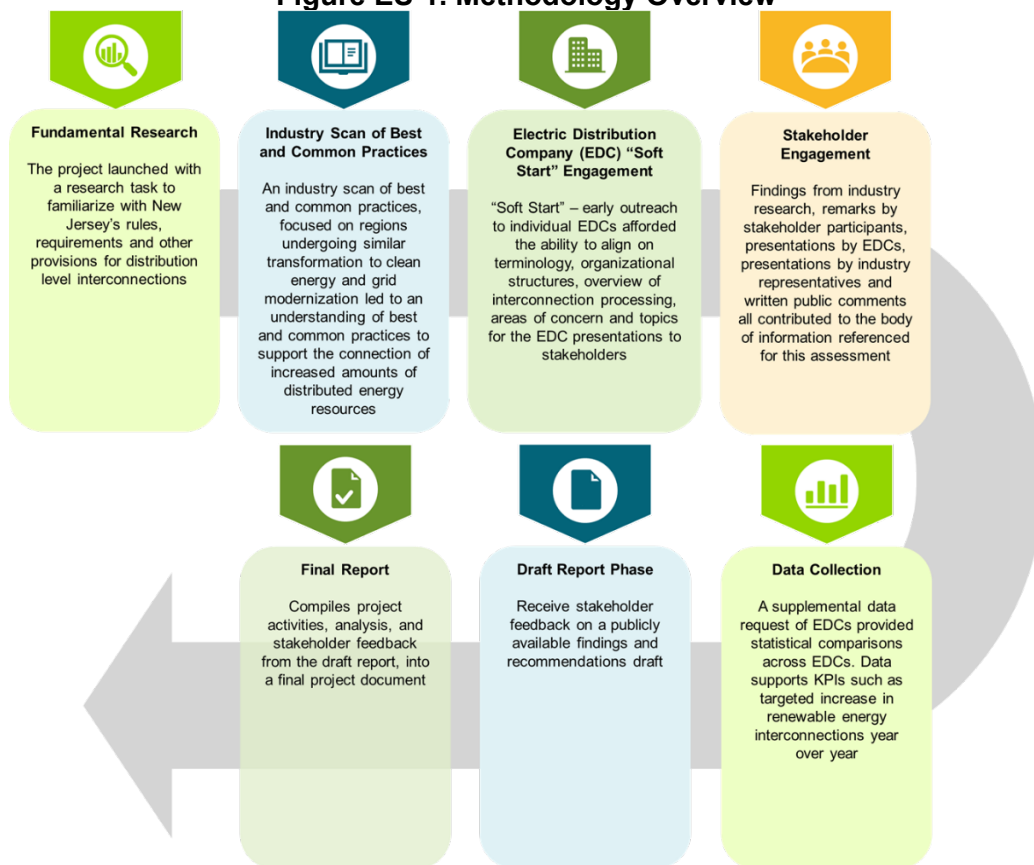 Figure ES-1: Methodology Overview
Fundamental Research
The project launched with
a research task to
familiarize with New
Jersey's rules,
requirements and other
provisions for distribution
level interconnections
Industry Scan of Best
and Common Practices
An industry scan of best
and common practices,
focused on regions
undergoing similar
transformation to clean
energy and grid
modernization led to an
understanding of best
and common practices to
support the connection of
increased amounts of
distributed energy
resources
Electric Distribution
Company (EDC) “Soft
Start” Engagement
“Soft Start” – early outreach
to individual EDCs afforded
the ability to align on
terminology, organizational
structures, overview of
interconnection processing,
areas of concern and topics
for the EDC presentations to
stakeholders
Stakeholder
Engagement
Findings from industry
research, remarks by
stakeholder participants,
presentations by EDCs,
presentations by industry
representatives and
written public comments
all contributed to the body
of information referenced
for this assessment
Data Collection
A supplemental data
request of EDCs provided
statistical comparisons
across EDCs. Data
supports KPIs such as
targeted increase in
renewable energy
interconnections year
over year
Draft Report Phase
Receive stakeholder
feedback on a publicly
available findings and
recommendations draft
Final Report
Compiles project
activities, analysis, and
stakeholder feedback
from the draft report, into
a final project document